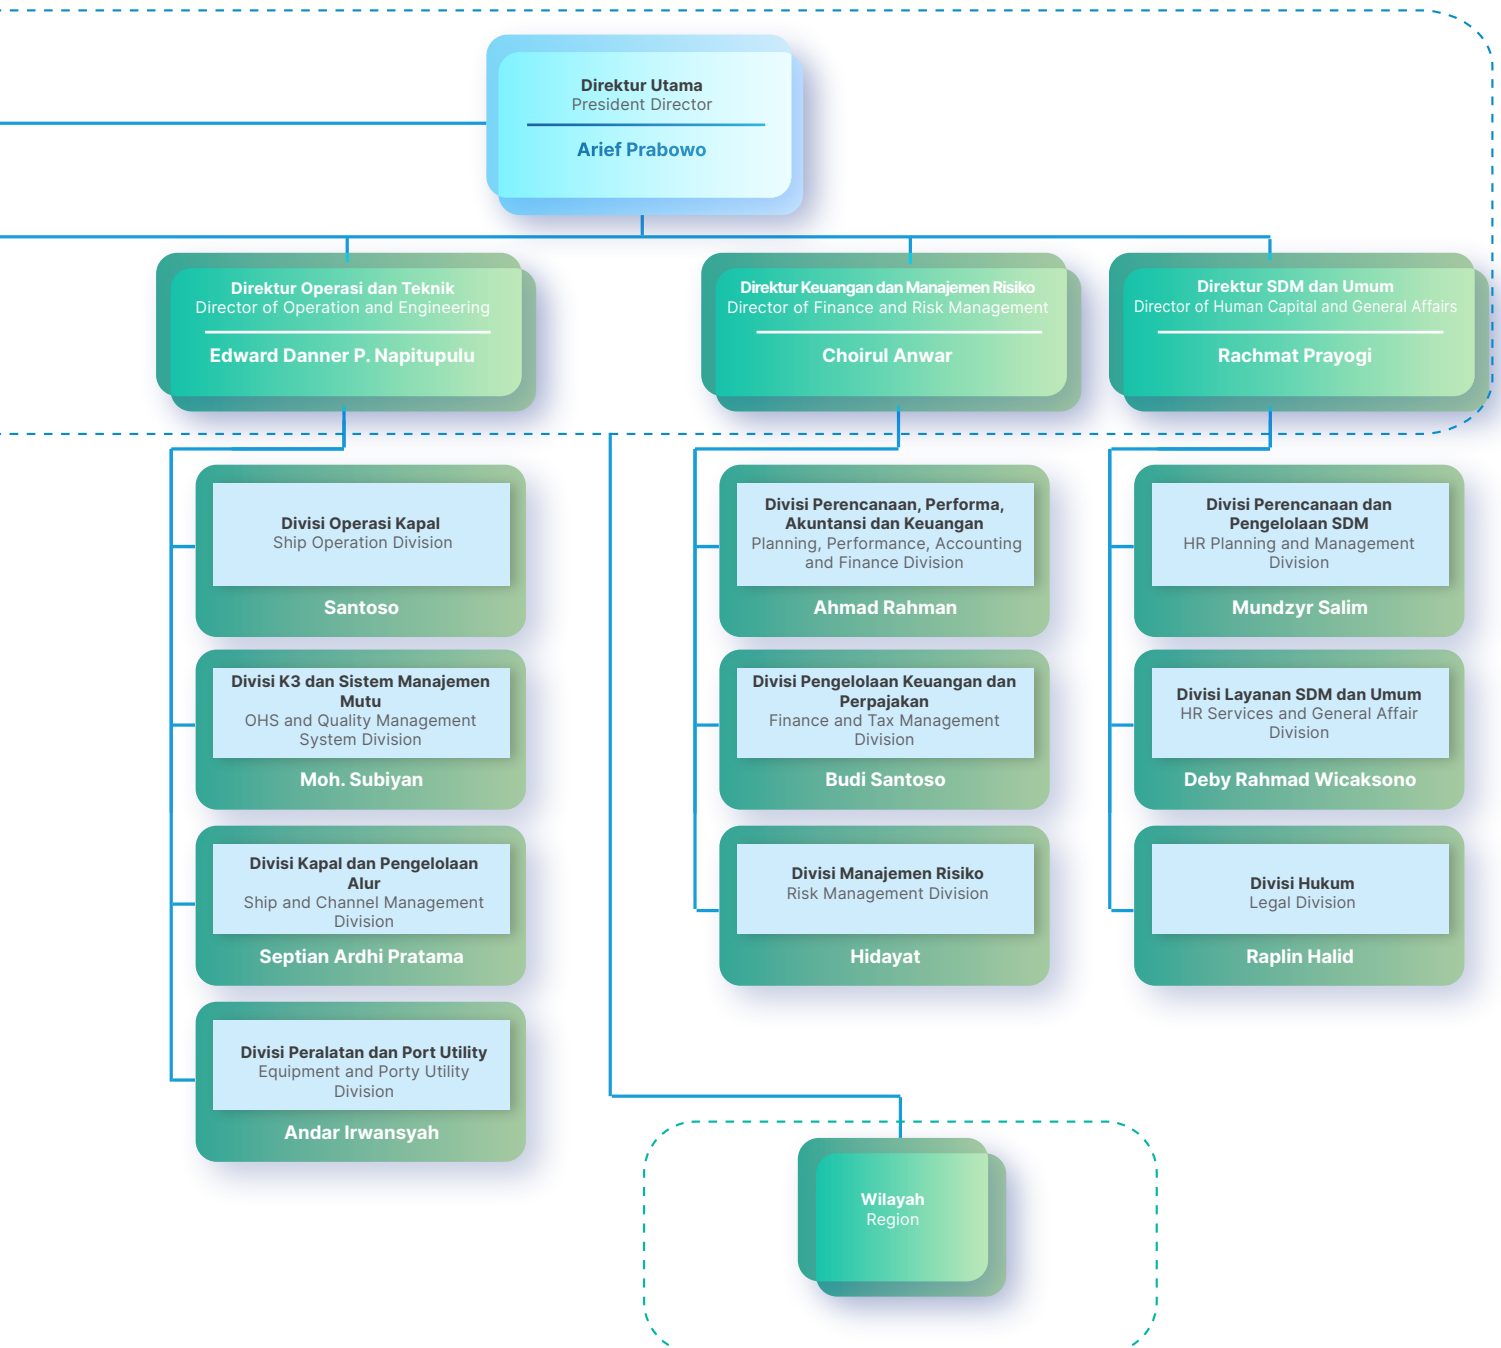 Direktur Utama
President Director
Arief Prabowo
Direktur Operasi dan Teknik
Director of Operation and Engineering
Edward Danner P. Napitupulu
Direktur Keuangan dan Manajemen Risiko
Director of Finance and Risk Management
Choirul Anwar
Direktur SDM dan Umum
Director of Human Capital and General Affairs
Rachmat Prayogi
Divisi Operasi Kapal
Ship Operation Division
Santoso
Divisi K3 dan Sistem Manajemen
Mutu
OHS and Quality Management
System Division
Moh. Subiyan
Divisi Kapal dan Pengelolaan
Alur
Ship and Channel Management
Division
Septian Ardhi Pratama
Divisi Peralatan dan Port Utility
Equipment and Porty Utility
Division
Andar Irwansyah
Divisi Perencanaan, Performa,
Akuntansi dan Keuangan
Planning, Performance, Accounting
and Finance Division
Ahmad Rahman
Divisi Pengelolaan Keuangan dan
Perpajakan
Finance and Tax Management
Division
Budi Santoso
Divisi Manajemen Risiko
Risk Management Division
Hidayat
Divisi Perencanaan dan
Pengelolaan SDM
HR Planning and Management
Division
Mundzyr Salim
Divisi Layanan SDM dan Umum
HR Services and General Affair
Division
Deby Rahmad Wicaksono
Divisi Hukum
Legal Division
Raplin Halid
Wilayah
Region